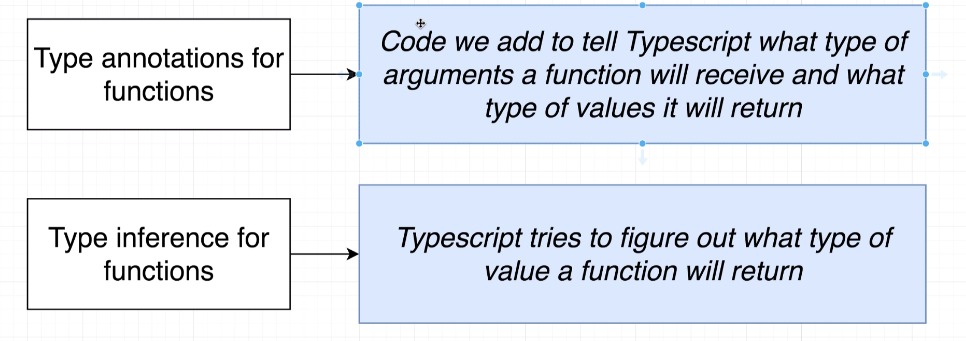 Type annotations for
functions
Code we add to tell Typescript what type of
arguments a function will receive and what
type of values it will return
Type inference for
functions
Typescript tries to figure out what type of
value a function will return